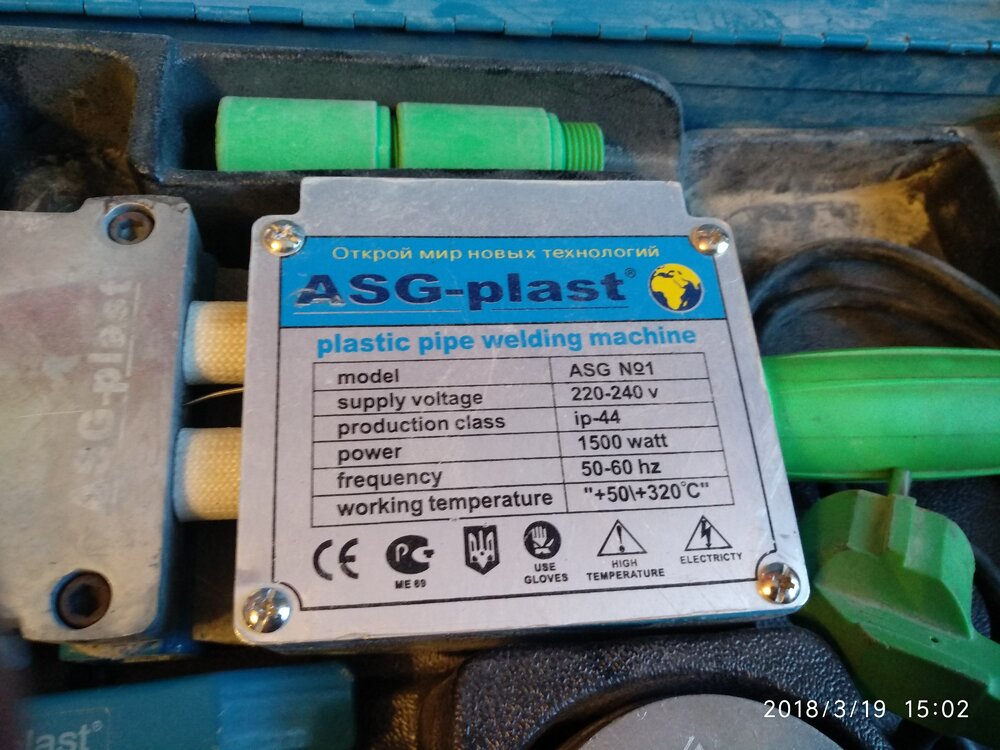 Открой мир новых технологий
ASG-plast®
plastic pipe welding machine
model ASG №1
supply voltage 220-240 v
production class ip-44
power 1500 watt
frequency 50-60 hz
working temperature "+50\+320°C"
CE PC
ME 69
USE
GLOVES
HIGH
TEMPERATURE
ELECTRICTY
ASG-plast
last®
2018/3/19 15:02